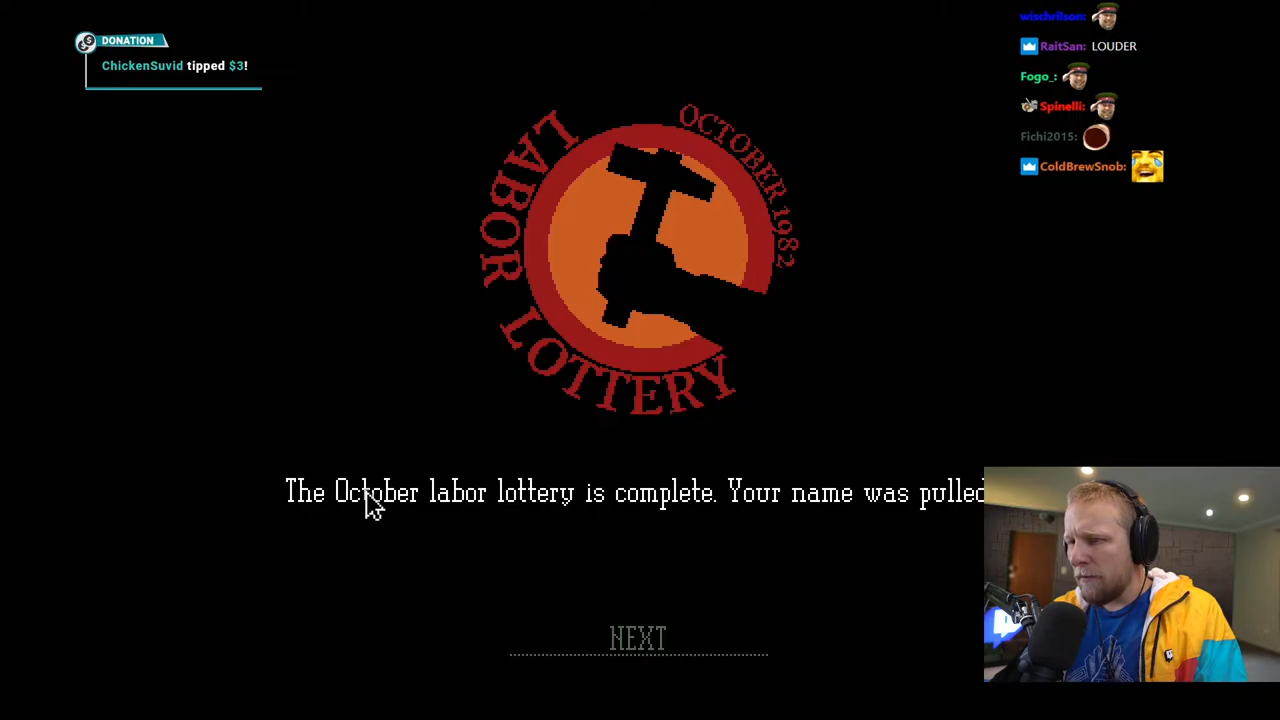 DONATION
ChickenSuvid tipped $3!
wischrilson:
RaitSan: LOUDER
Fogo_:
Spinelli:
Fichi2015:
ColdBrewSnob:
LABOR LOTTERY
OCTOBER 1982
The October labor lottery is complete. Your name was pulled
NEXT